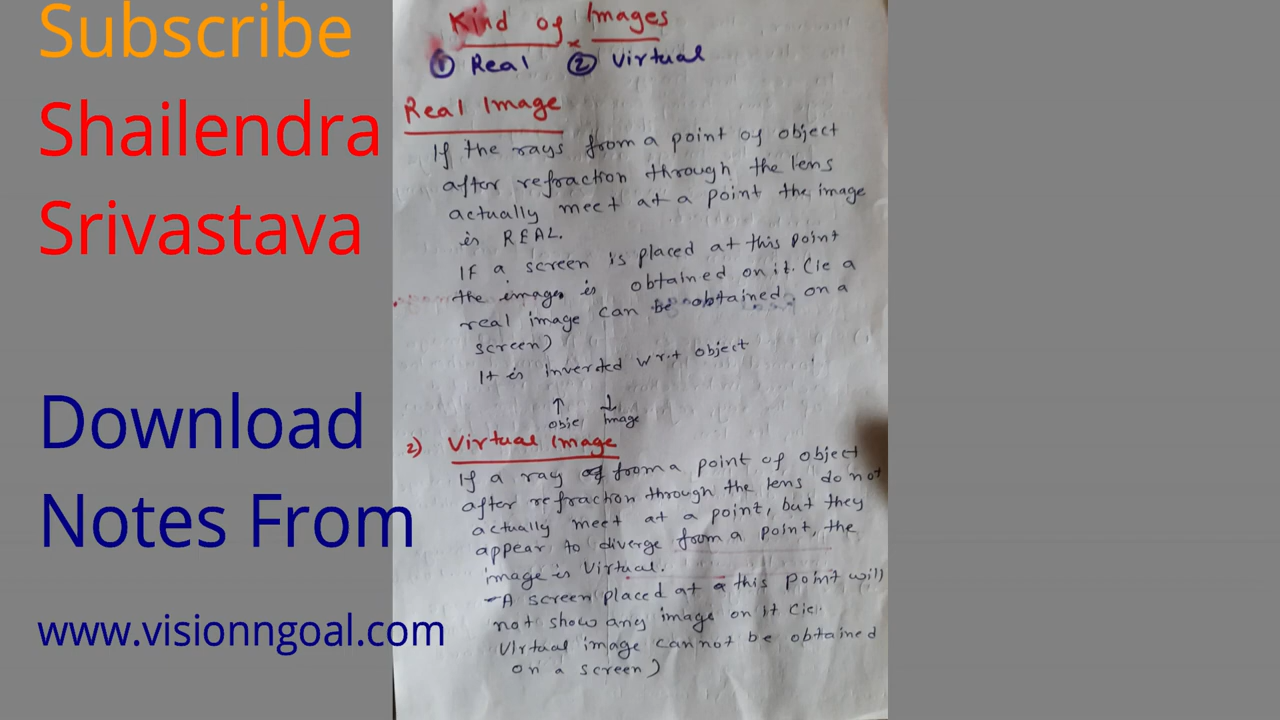 Subscribe
Shailendra
Srivastava
Download
Notes From
www.visionngoal.com
Kind of Images
① Real ② Virtual
Real Image
If the rays from a point of object
after refraction through the lens
actually meet at a point the image
is REAL.
If a screen is placed at this point
the image is obtained on it. (ie a
real image can be obtained on a
screen)
It is inverted w.r.t object
↑ ↓
obje image
2) Virtual Image
If a ray from a point of object
after refraction through the lens do not
actually meet at a point, but they
appear to diverge from a point, the
image is Virtual.
- A screen placed at this point will
not show any image on it (ie.
Virtual image cannot be obtained
on a screen)